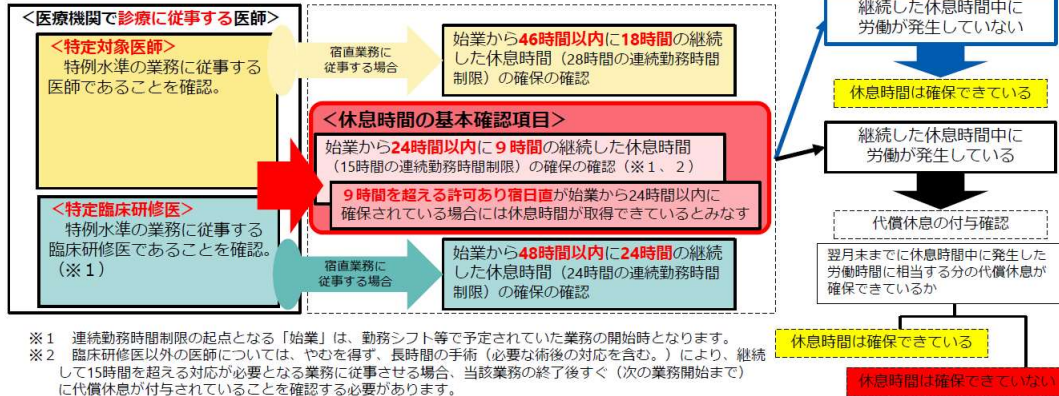 ＜医療機関で診療に従事する医師＞
＜特定対象医師＞
特例水準の業務に従事する
医師であることを確認。
宿直業務に
従事する場合
始業から46時間以内に18時間の継続
した休息時間（28時間の連続勤務時間
制限）の確保の確認
＜休息時間の基本確認項目＞
始業から24時間以内に９時間の継続した休息時間
（15時間の連続勤務時間制限）の確保の確認（※１、２）
９時間を超える許可あり宿日直が始業から24時間以内に
確保されている場合には休息時間が取得できているとみなす
＜特定臨床研修医＞
特例水準の業務に従事する
臨床研修医であることを確認。
（※１）
宿直業務に
従事する場合
始業から48時間以内に24時間の継続
した休息時間（24時間の連続勤務時間
制限）の確保の確認
継続した休息時間中に
労働が発生していない
休息時間は確保できている
継続した休息時間中に
労働が発生している
代償休息の付与確認
翌月末までに休息時間中に発生した
労働時間に相当する分の代償休息が
確保できているか
休息時間は確保できている
休息時間は確保できていない
※１　連続勤務時間制限の起点となる「始業」は、勤務シフト等で予定されていた業務の開始時となります。
※２　臨床研修医以外の医師については、やむを得ず、長時間の手術（必要な術後の対応を含む。）により、継続
して15時間を超える対応が必要となる業務に従事させる場合、当該業務の終了後すぐ（次の業務開始まで）
に代償休息が付与されていることを確認する必要があります。